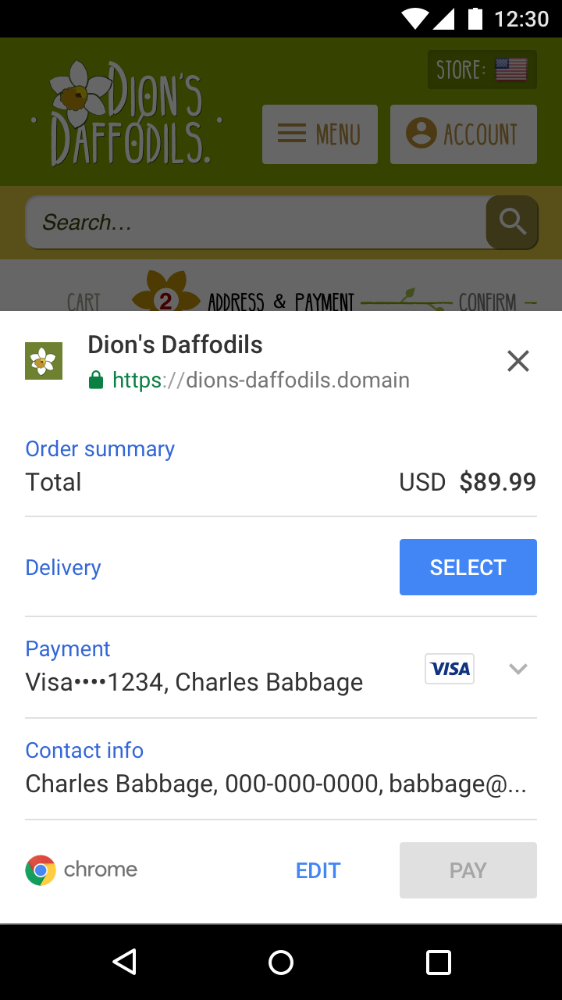 12:30
STORE:
DION'S
DAFFODILS.
MENU
ACCOUNT
Search...
CART
2
ADDRESS & PAYMENT
CONFIRM
Dion's Daffodils
https://dions-daffodils.domain
Order summary
Total
USD $89.99
Delivery
SELECT
Payment
Visa••••1234, Charles Babbage
VISA
Contact info
Charles Babbage, 000-000-0000, babbage@...
chrome
EDIT
PAY